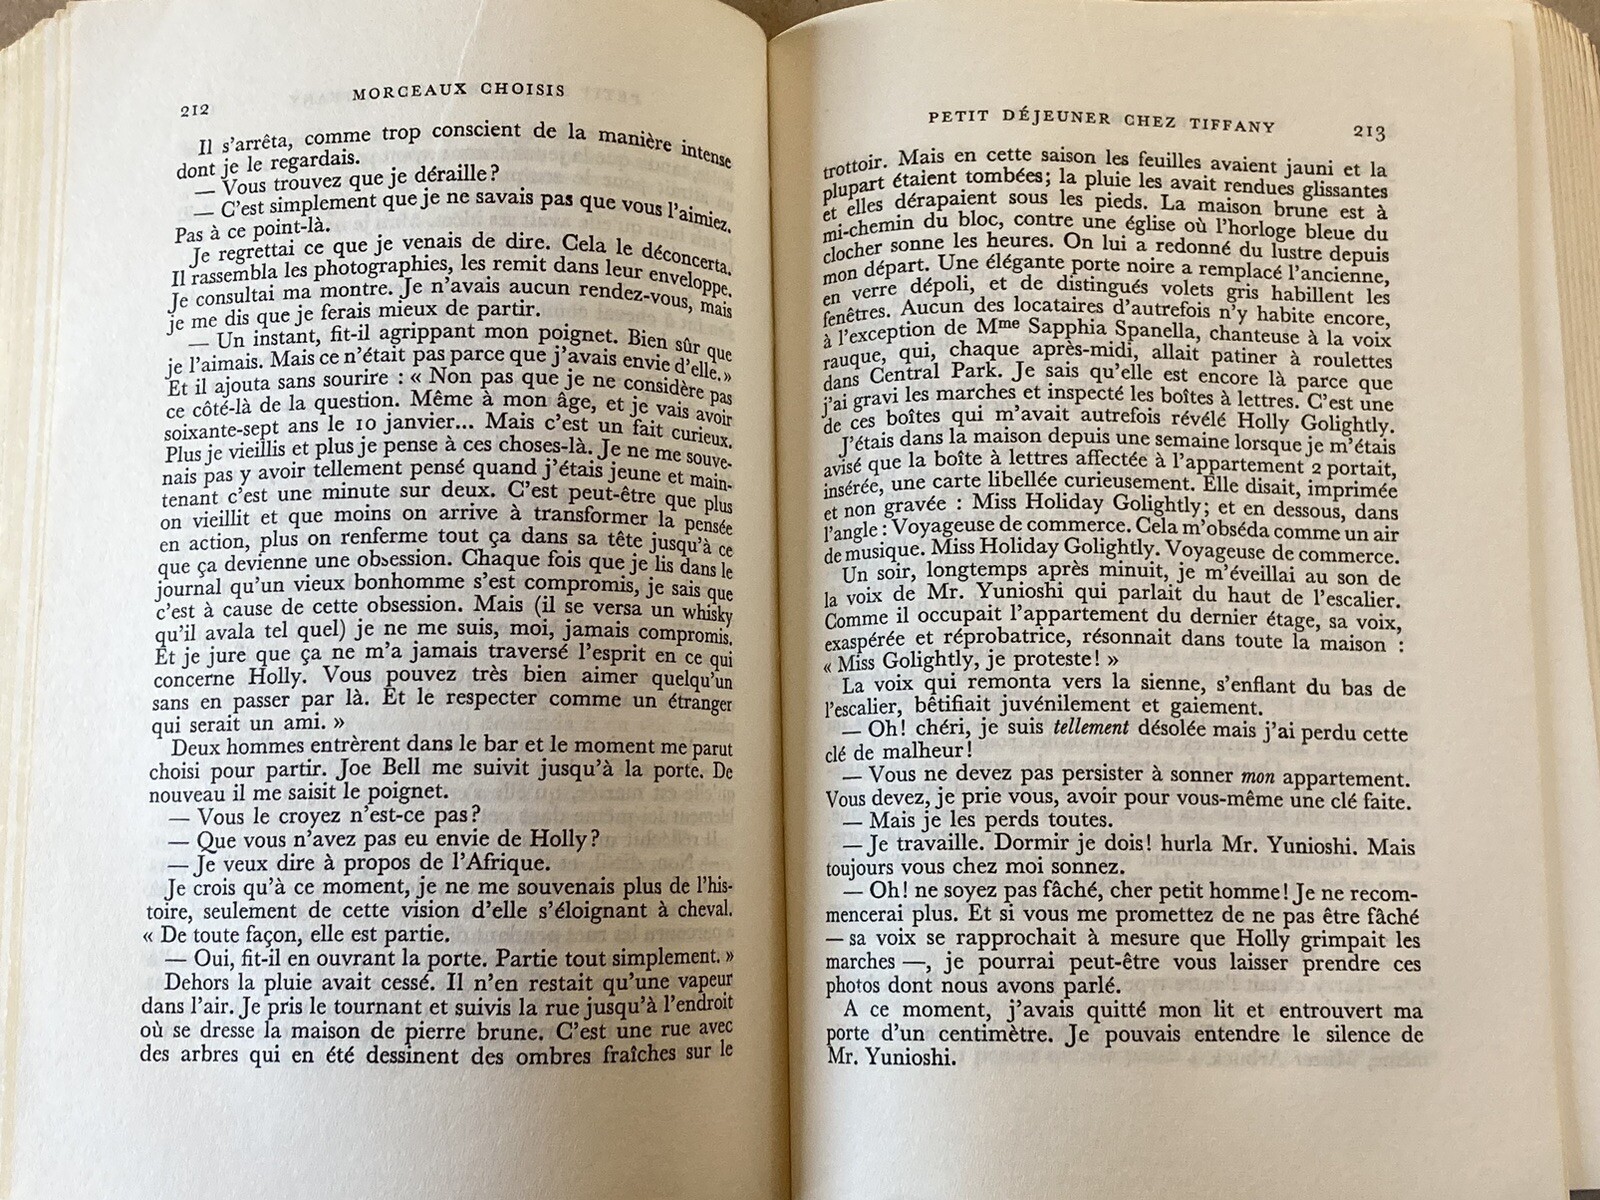 212
MORCEAUX CHOISIS
Il s'arrêta, comme trop conscient de la manière intense
dont je le regardais.
— Vous trouvez que je déraille?
— C'est simplement que je ne savais pas que vous l'aimiez.
Pas à ce point-là.
Je regrettai ce que je venais de dire. Cela le déconcerta.
Il rassembla les photographies, les remit dans leur enveloppe.
Je consultai ma montre. Je n'avais aucun rendez-vous, mais
je me dis que je ferais mieux de partir.
— Un instant, fit-il agrippant mon poignet. Bien sûr que
je l'aimais. Mais ce n'était pas parce que j'avais envie d'elle. »
Et il ajouta sans sourire : « Non pas que je ne considère pas
ce côté-là de la question. Même à mon âge, et je vais avoir
soixante-sept ans le 10 janvier... Mais c'est un fait curieux.
Plus je vieillis et plus je pense à ces choses-là. Je ne me souve-
nais pas y avoir tellement pensé quand j'étais jeune et main-
tenant c'est une minute sur deux. C'est peut-être que plus
on vieillit et que moins on arrive à transformer la pensée
en action, plus on renferme tout ça dans sa tête jusqu'à ce
que ça devienne une obsession. Chaque fois que je lis dans le
journal qu'un vieux bonhomme s'est compromis, je sais que
c'est à cause de cette obsession. Mais (il se versa un whisky
qu'il avala tel quel) je ne me suis, moi, jamais compromis.
Et je jure que ça ne m'a jamais traversé l'esprit en ce qui
concerne Holly. Vous pouvez très bien aimer quelqu'un
sans en passer par là. Et le respecter comme un étranger
qui serait un ami. »
Deux hommes entrèrent dans le bar et le moment me parut
choisi pour partir. Joe Bell me suivit jusqu'à la porte. De
nouveau il me saisit le poignet.
— Vous le croyez n'est-ce pas?
— Que vous n'avez pas eu envie de Holly?
— Je veux dire à propos de l'Afrique.
Je crois qu'à ce moment, je ne me souvenais plus de l'his-
toire, seulement de cette vision d'elle s'éloignant à cheval.
« De toute façon, elle est partie.
— Oui, fit-il en ouvrant la porte. Partie tout simplement. »
Dehors la pluie avait cessé. Il n'en restait qu'une vapeur
dans l'air. Je pris le tournant et suivis la rue jusqu'à l'endroit
où se dresse la maison de pierre brune. C'est une rue avec
des arbres qui en été dessinent des ombres fraîches sur le
PETIT DÉJEUNER CHEZ TIFFANY
213
trottoir. Mais en cette saison les feuilles avaient jauni et la
plupart étaient tombées; la pluie les avait rendues glissantes
et elles dérapaient sous les pieds. La maison brune est à
mi-chemin du bloc, contre une église où l'horloge bleue du
clocher sonne les heures. On lui a redonné du lustre depuis
mon départ. Une élégante porte noire a remplacé l'ancienne,
en verre dépoli, et de distingués volets gris habillent les
fenêtres. Aucun des locataires d'autrefois n'y habite encore,
à l'exception de Mme Sapphia Spanella, chanteuse à la voix
rauque, qui, chaque après-midi, allait patiner à roulettes
dans Central Park. Je sais qu'elle est encore là parce que
j'ai gravi les marches et inspecté les boîtes à lettres. C'est une
de ces boîtes qui m'avait autrefois révélé Holly Golightly.
J'étais dans la maison depuis une semaine lorsque je m'étais
avisé que la boîte à lettres affectée à l'appartement 2 portait,
insérée, une carte libellée curieusement. Elle disait, imprimée
et non gravée : Miss Holiday Golightly; et en dessous, dans
l'angle : Voyageuse de commerce. Cela m'obséda comme un air
de musique. Miss Holiday Golightly. Voyageuse de commerce.
Un soir, longtemps après minuit, je m'éveillai au son de
la voix de Mr. Yunioshi qui parlait du haut de l'escalier.
Comme il occupait l'appartement du dernier étage, sa voix,
exaspérée et réprobatrice, résonnait dans toute la maison :
« Miss Golightly, je proteste! »
La voix qui remonta vers la sienne, s'enflant du bas de
l'escalier, bêtifiait juvénilement et gaiement.
— Oh! chéri, je suis tellement désolée mais j'ai perdu cette
clé de malheur!
— Vous ne devez pas persister à sonner mon appartement.
Vous devez, je prie vous, avoir pour vous-même une clé faite.
— Mais je les perds toutes.
— Je travaille. Dormir je dois! hurla Mr. Yunioshi. Mais
toujours vous chez moi sonnez.
— Oh! ne soyez pas fâché, cher petit homme! Je ne recom-
mencerai plus. Et si vous me promettez de ne pas être fâché
— sa voix se rapprochait à mesure que Holly grimpait les
marches —, je pourrai peut-être vous laisser prendre ces
photos dont nous avons parlé.
A ce moment, j'avais quitté mon lit et entrouvert ma
porte d'un centimètre. Je pouvais entendre le silence de
Mr. Yunioshi.